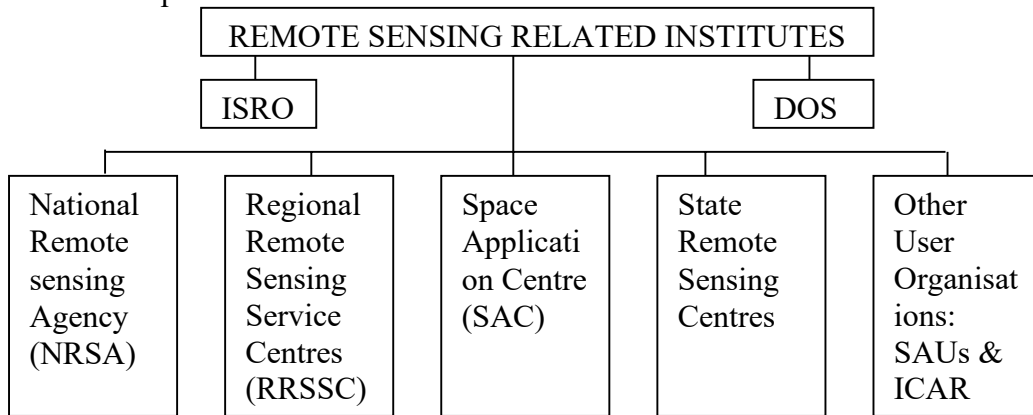 REMOTE SENSING RELATED INSTITUTES
ISRO
DOS
National
Remote
sensing
Agency
(NRSA)
Regional
Remote
Sensing
Service
Centres
(RRSSC)
Space
Applicati
on Centre
(SAC)
State
Remote
Sensing
Centres
Other
User
Organisat
ions:
SAUs &
ICAR